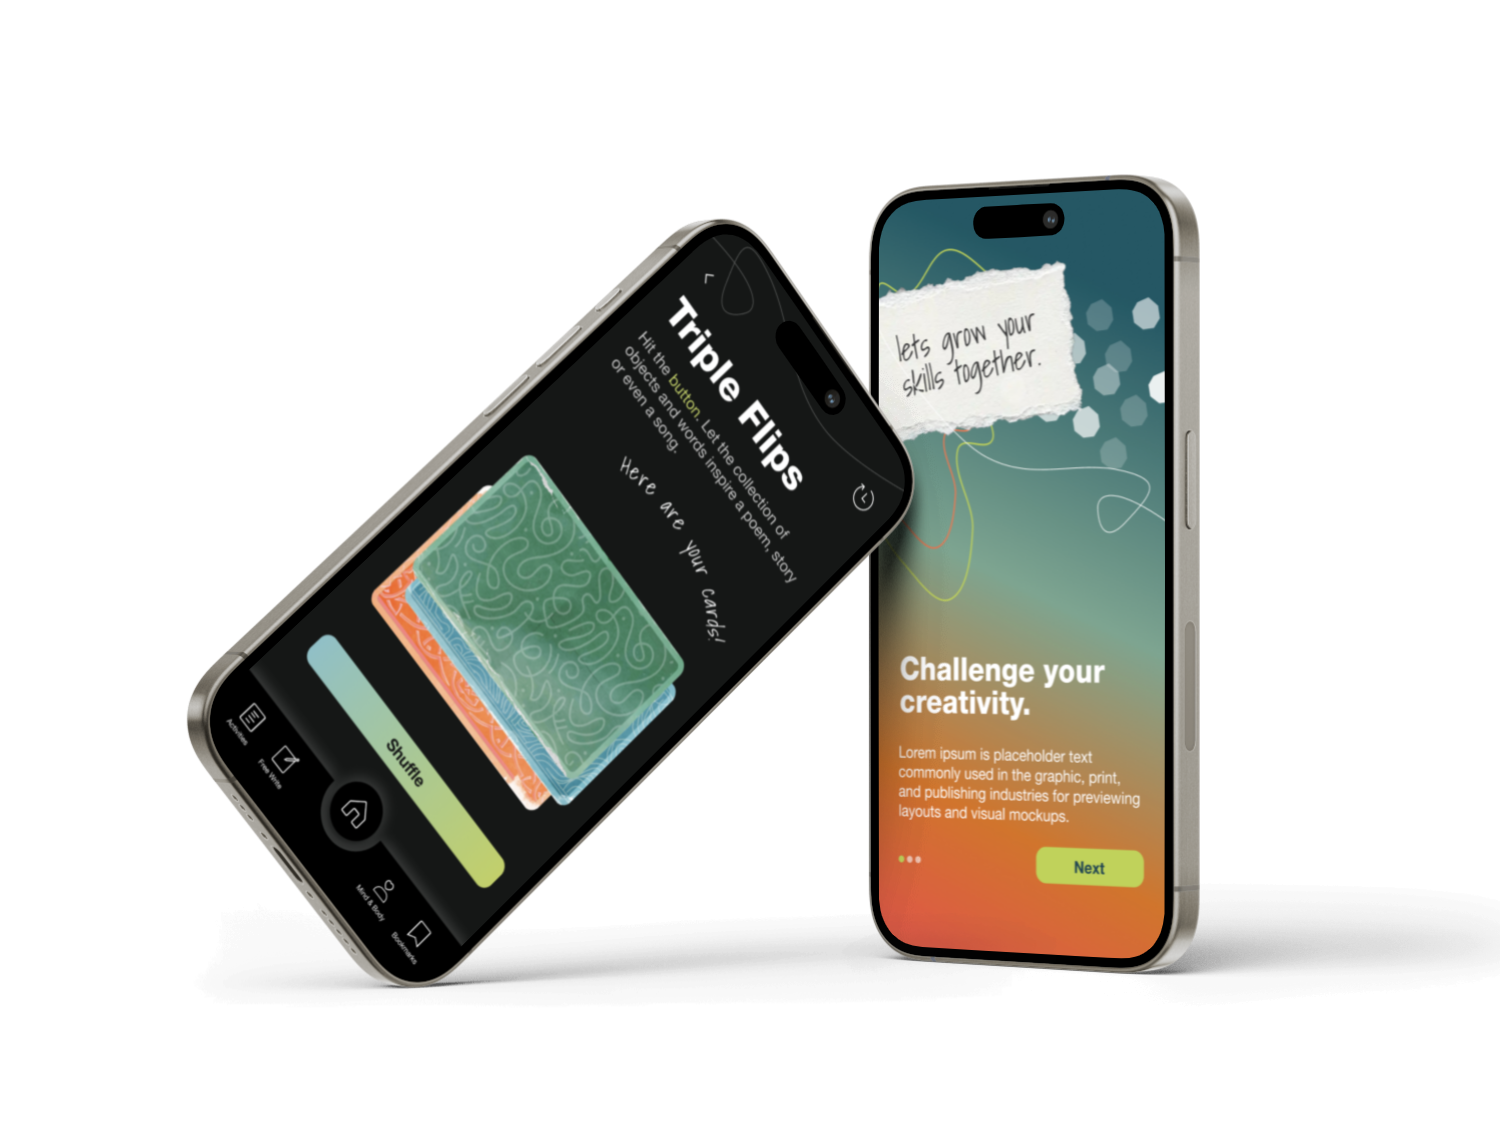 Triple Flips
Hit the button. Let the collection of
objects and words inspire a poem, story
or even a song.
Here are your cards!
Shuffle
Activities
Free Write
Mind & Body
Bookmarks
lets grow your
skills together.
Challenge your
creativity.
Lorem ipsum is placeholder text
commonly used in the graphic, print,
and publishing industries for previewing
layouts and visual mockups.
Next